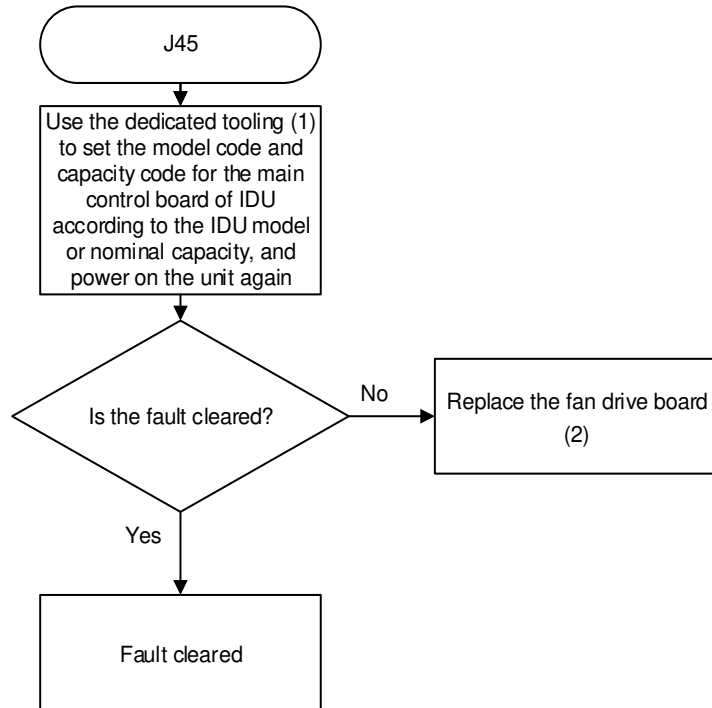 J45
Use the dedicated tooling (1)
to set the model code and
capacity code for the main
control board of IDU
according to the IDU model
or nominal capacity, and
power on the unit again
Is the fault cleared?
No
Replace the fan drive board
(2)
Yes
Fault cleared